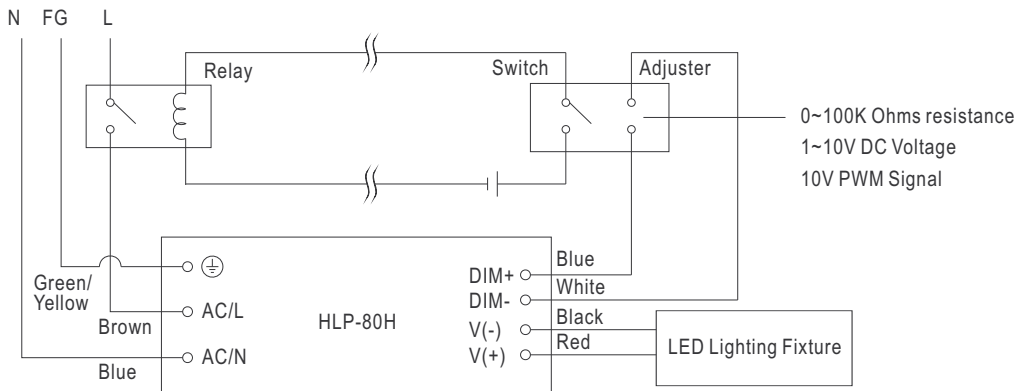 N FG L
Relay
Switch
Adjuster
0~100K Ohms resistance
1~10V DC Voltage
10V PWM Signal
Green/
Yellow
Brown
Blue
AC/L
AC/N
HLP-80H
DIM+
DIM-
V(-)
V(+)
Blue
White
Black
Red
LED Lighting Fixture